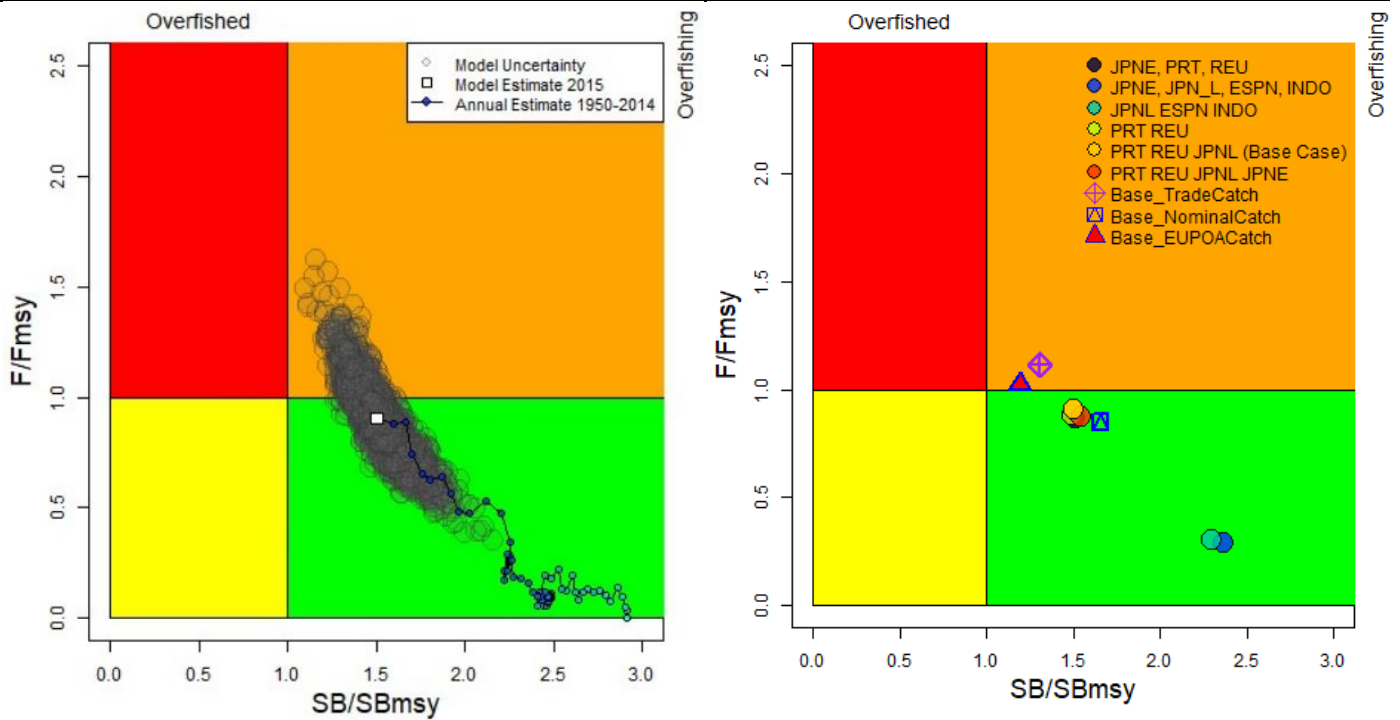 Overfished
Overfishing
Model Uncertainty
Model Estimate 2015
Annual Estimate 1950-2014
2.5
2.0
1.5
1.0
0.5
0.0
F/Fmsy
0.0 0.5 1.0 1.5 2.0 2.5 3.0
SB/SBmsy
Overfished
Overfishing
JPNE, PRT, REU
JPNE, JPN_L, ESPN, INDO
JPNL ESPN INDO
PRT REU
PRT REU JPNL (Base Case)
PRT REU JPNL JPNE
Base_TradeCatch
Base_NominalCatch
Base_EUPOACatch
2.5
2.0
1.5
1.0
0.5
0.0
F/Fmsy
0.0 0.5 1.0 1.5 2.0 2.5 3.0
SB/SBmsy